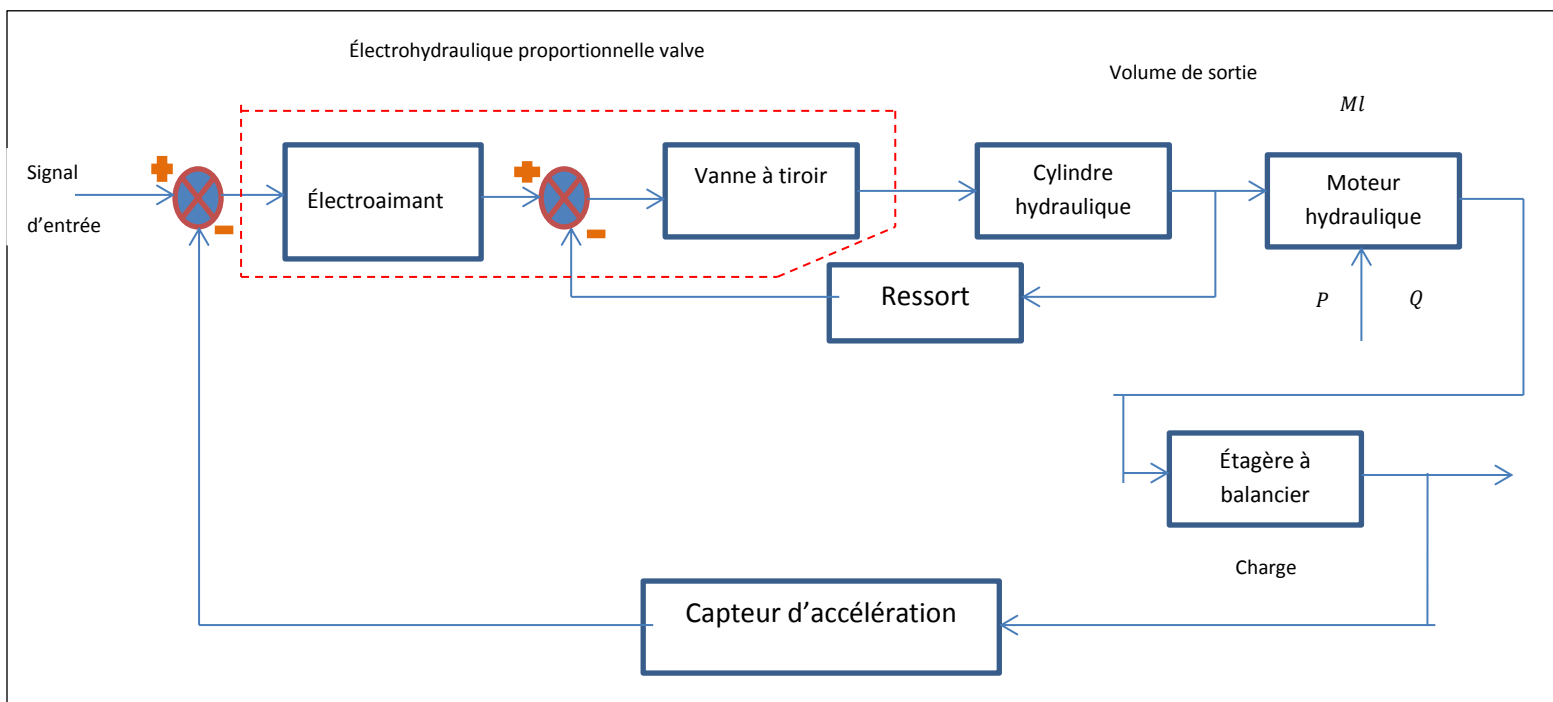 Électrohydraulique proportionnelle valve
Volume de sortie
Ml
Signal
d’entrée
Électroaimant
Vanne à tiroir
Cylindre
hydraulique
Moteur
hydraulique
Ressort
P
Q
Étagère à
balancier
Charge
Capteur d’accélération